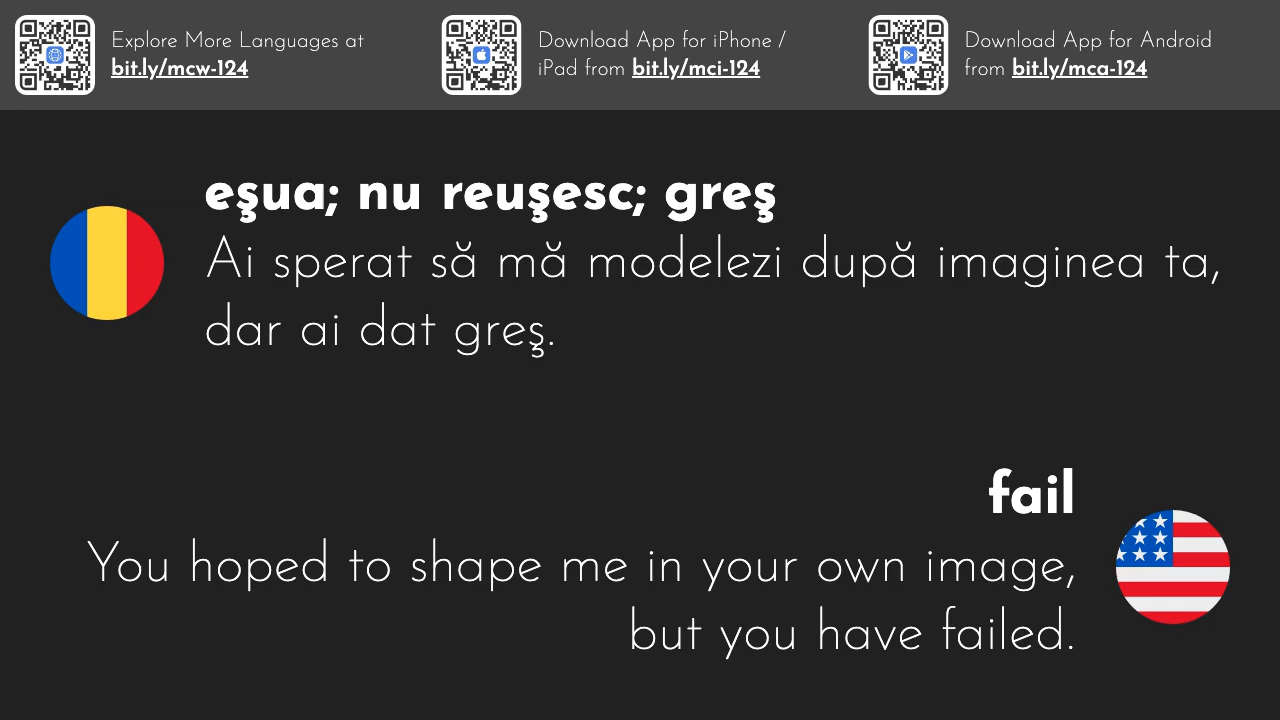 Explore More Languages at
bit.ly/mcw-124
Download App for iPhone /
iPad from bit.ly/mci-124
Download App for Android
from bit.ly/mca-124
eşua; nu reuşesc; greş
Ai sperat să mă modelezi după imaginea ta,
dar ai dat greş.
fail
You hoped to shape me in your own image,
but you have failed.